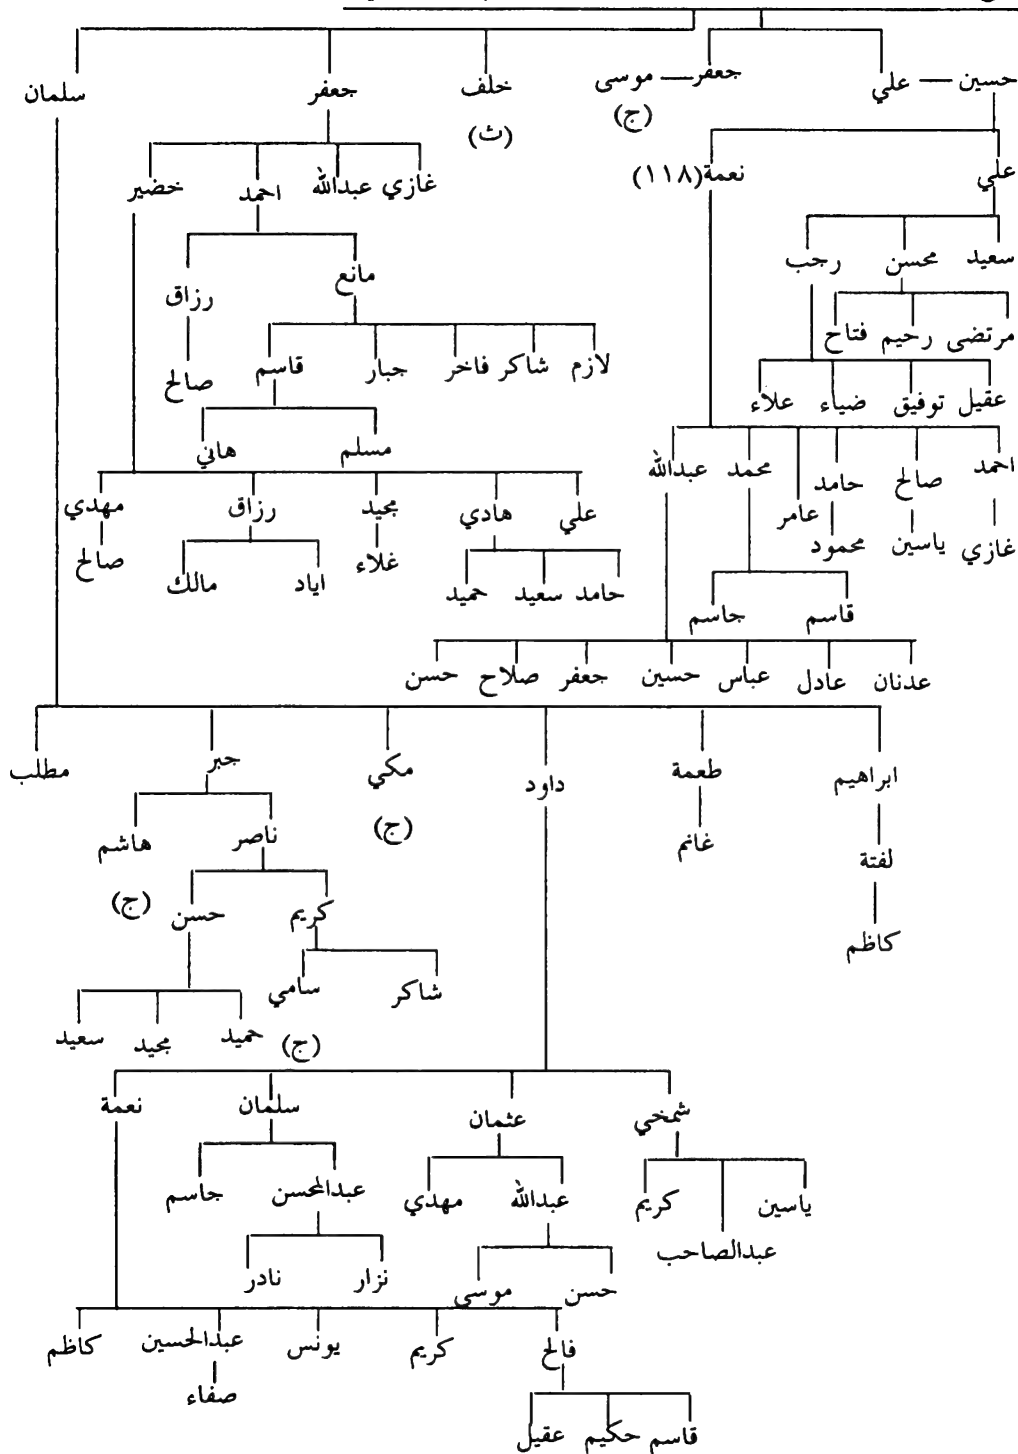 حسين علي جعفر موسى خلف جعفر سلمان
(ج) (ث)
علي نعمة (١١٨) غازي عبدالله احمد خضير
سعيد محسن رجب مانع رزاق
مرتضى رحيم فتاح لازم شاكر فاخر جبار قاسم صالح
عقيل توفيق ضياء علاء مسلم هاني
احمد صالح حامد عامر محمد عبدالله علي هادي مجيد رزاق مهدي
غازي ياسين محمود حامد سعيد حميد غلاء اياد مالك صالح
قاسم جاسم
عدنان عادل عباس حسين جعفر صلاح حسن
ابراهيم طعمة داود مكي جبر مطلب
(ج)
لفتة غانم ناصر هاشم
(ج)
كاظم كريم حسن
شاكر سامي حميد مجيد سعيد
(ج)
شمخي عثمان سلمان نعمة
ياسين عبدالصاحب كريم عبدالله مهدي عبدالمحسن جاسم
حسن موسى نزار نادر
فالح كريم يونس عبدالحسين كاظم
صفاء
قاسم حكيم عقيل